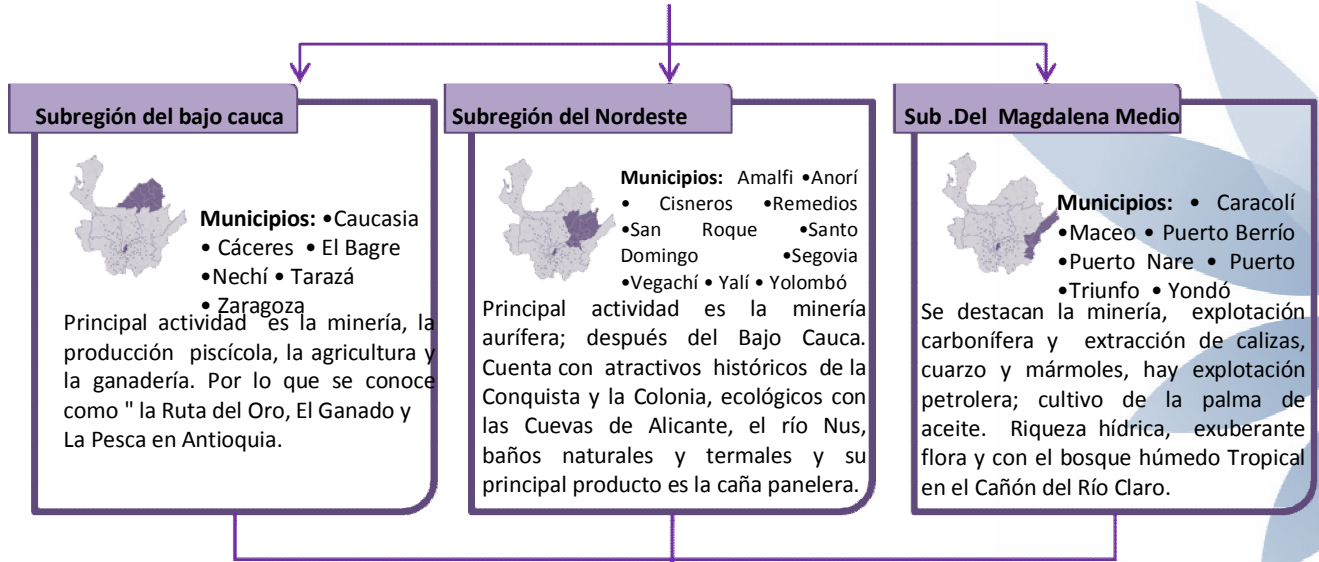 Subregión del bajo cauca
Municipios: •Caucasia
• Cáceres • El Bagre
•Nechí • Tarazá
• Zaragoza
Principal actividad es la minería, la
producción piscícola, la agricultura y
la ganadería. Por lo que se conoce
como " la Ruta del Oro, El Ganado y
La Pesca en Antioquia.
Subregión del Nordeste
Municipios: Amalfi •Anorí
• Cisneros •Remedios
•San Roque •Santo
Domingo •Segovia
•Vegachí • Yalí • Yolombó
Principal actividad es la minería
aurífera; después del Bajo Cauca.
Cuenta con atractivos históricos de la
Conquista y la Colonia, ecológicos con
las Cuevas de Alicante, el río Nus,
baños naturales y termales y su
principal producto es la caña panelera.
Sub .Del Magdalena Medio
Municipios: • Caracolí
•Maceo • Puerto Berrío
•Puerto Nare • Puerto
•Triunfo • Yondó
Se destacan la minería, explotación
carbonífera y extracción de calizas,
cuarzo y mármoles, hay explotación
petrolera; cultivo de la palma de
aceite. Riqueza hídrica, exuberante
flora y con el bosque húmedo Tropical
en el Cañón del Río Claro.